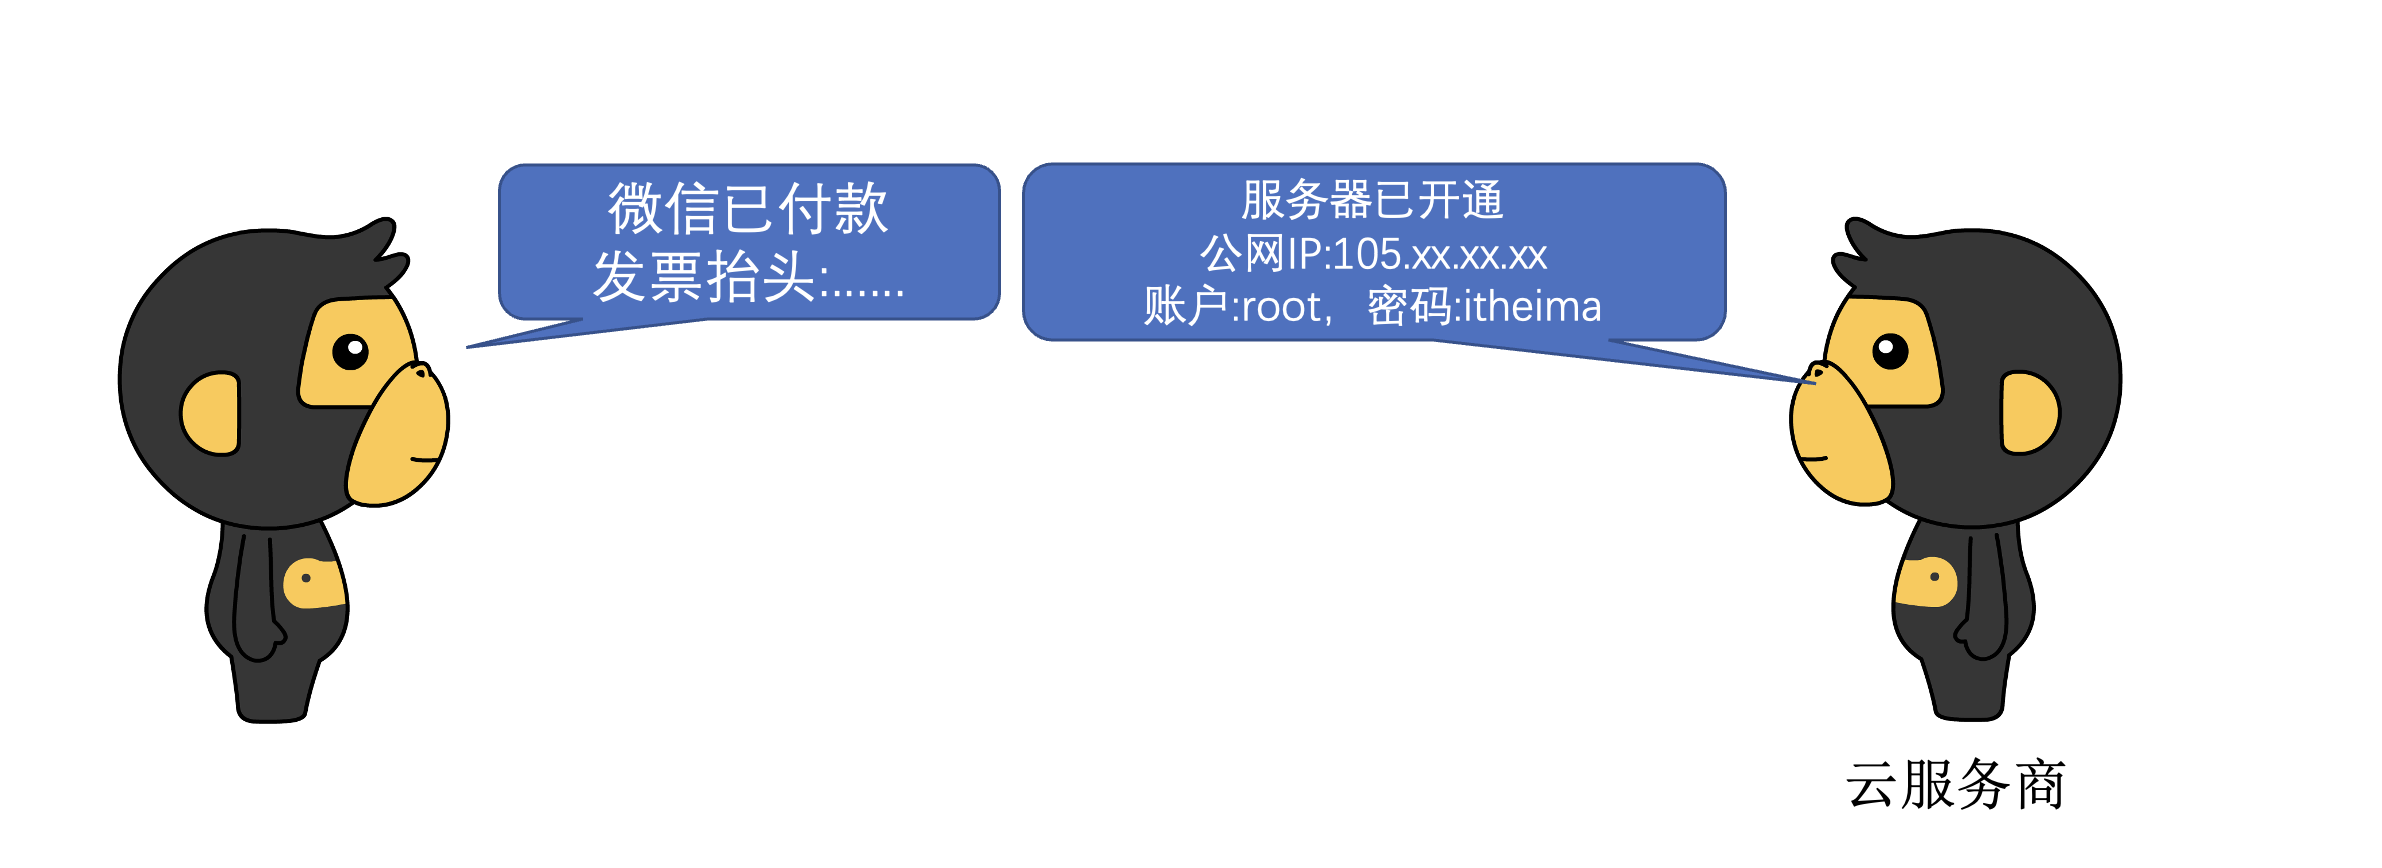 微信已付款
发票抬头:.......
服务器已开通
公网IP:105.xx.xx.xx
账户:root， 密码:itheima
云服务商